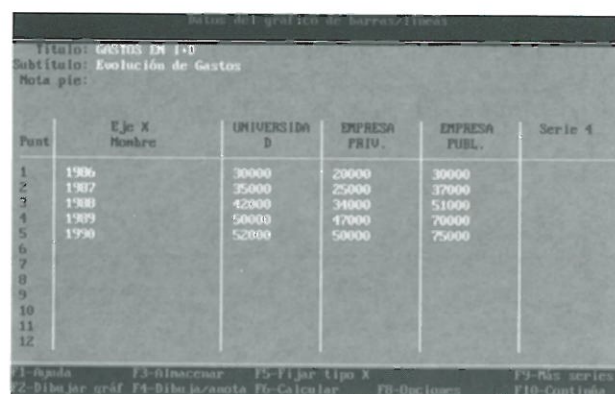 Datos del gráfico de barras/líneas
Título: GASTOS EN I+D
Subtítulo: Evolución de Gastos
Nota pie:
Eje X UNIVERSIDA EMPRESA EMPRESA Serie 4
Punt Nombre D PRIV. PUBL.
1 1986 30000 20000 30000
2 1987 35000 25000 37000
3 1988 42000 34000 51000
4 1989 50000 47000 70000
5 1990 52000 50000 75000
6
7
8
9
10
11
12
F1-Ayuda F3-Almacenar F5-Fijar tipo X F9-Más series
F2-Dibujar gráf F4-Dibuja/anota F6-Calcular F8-Opciones F10-Continúa